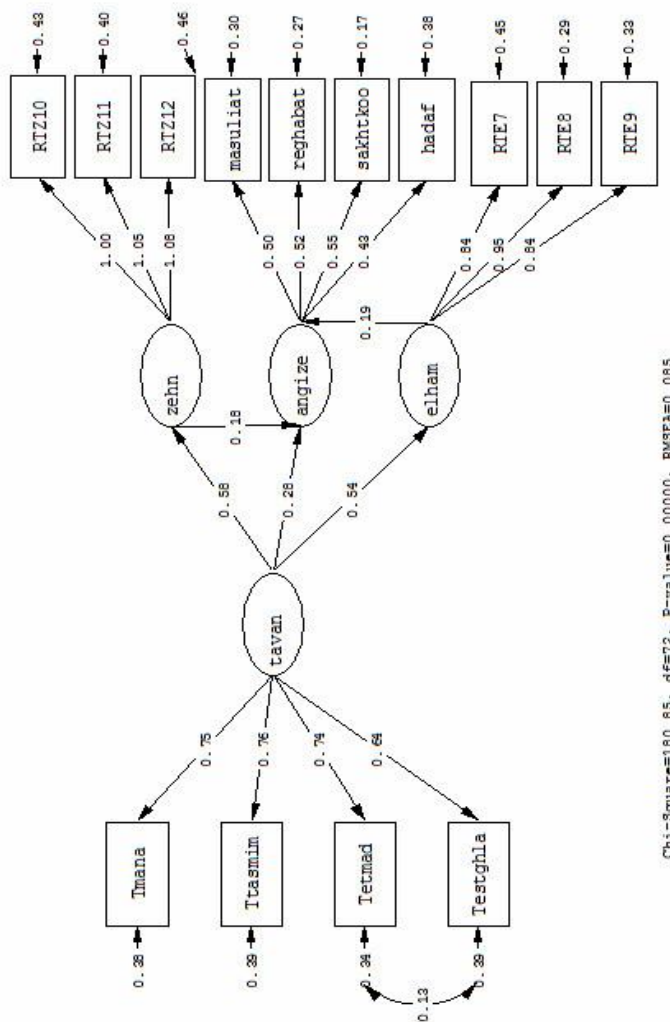 0.43
RTZ10
1.00
0.40
RTZ11
1.05
0.46
RTZ12
1.08
zehn
0.58
0.18
0.30
masuliat
0.50
0.27
reghabat
0.52
0.17
sakhtkoo
0.55
0.38
hadaf
0.43
angize
0.28
0.19
0.45
RTE7
0.84
0.29
RTE8
0.95
0.33
RTE9
0.84
elham
0.54
tavan
0.75
Tmana
0.38
0.76
Ttasmim
0.39
0.74
Tetmad
0.34
0.64
Testghla
0.39
0.13
Chi-Square=180.85, df=72, P-value=0.00000, RMSEA=0.085